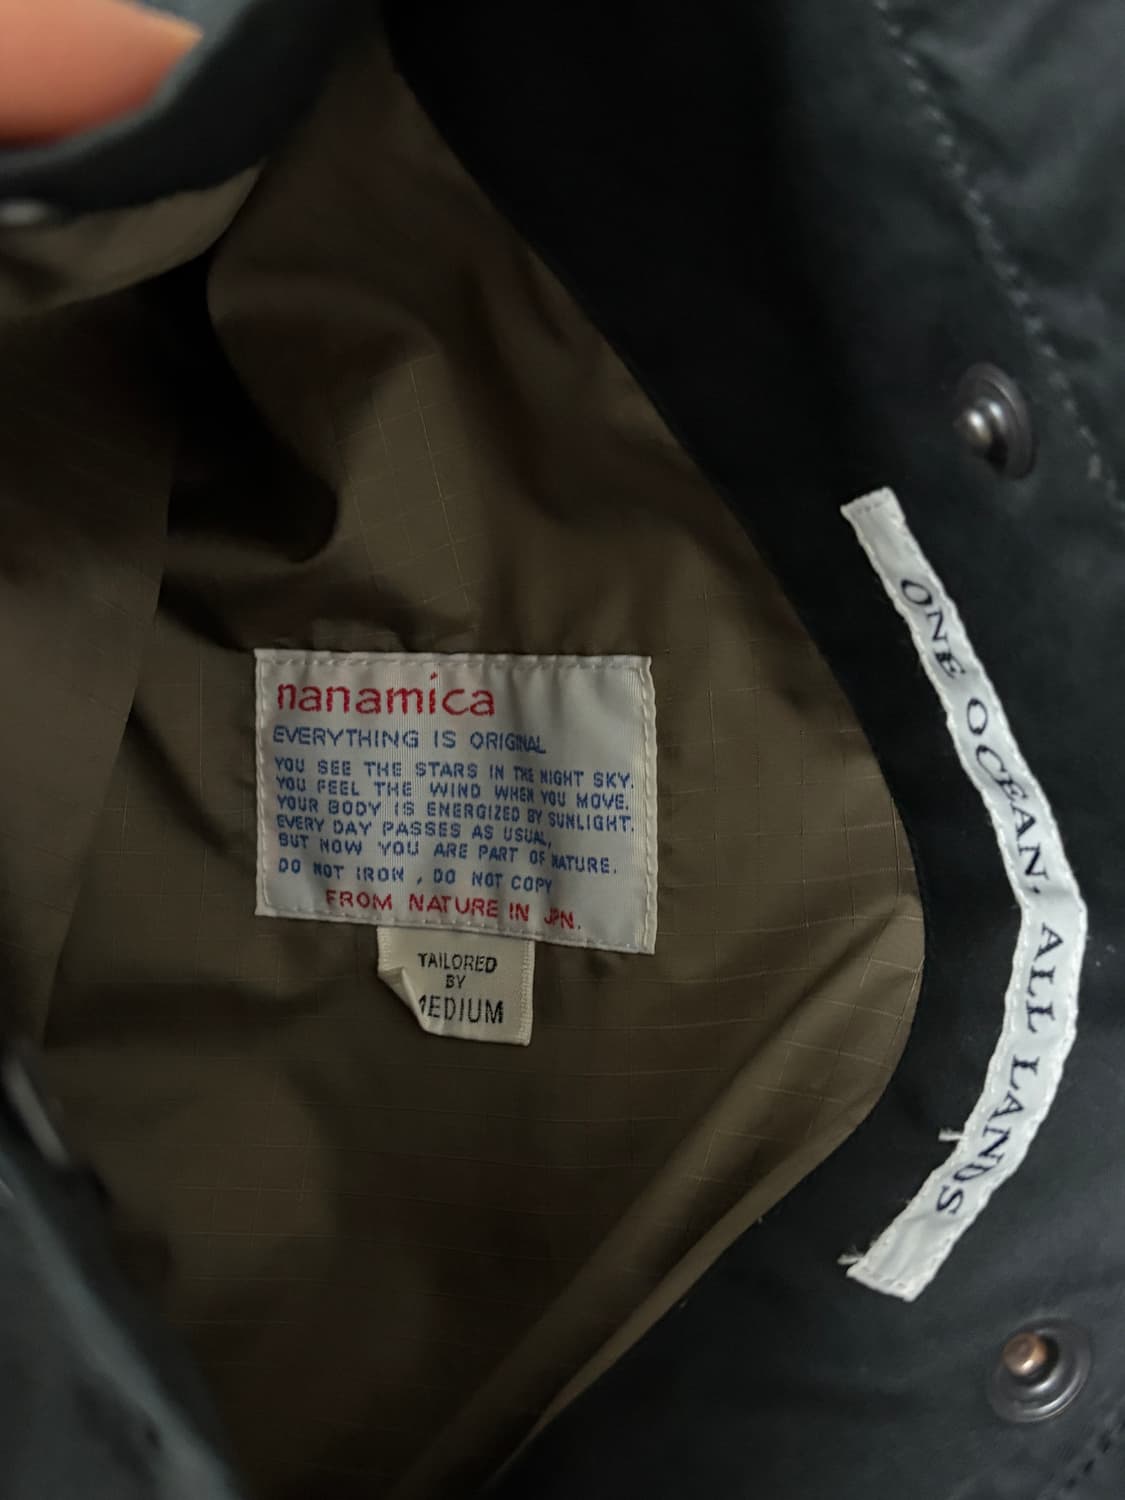 nanamica
EVERYTHING IS ORIGINAL
YOU SEE THE STARS IN THE NIGHT SKY.
YOU FEEL THE WIND WHEN YOU MOVE.
YOUR BODY IS ENERGIZED BY SUNLIGHT.
EVERY DAY PASSES AS USUAL,
BUT NOW YOU ARE PART OF NATURE.
DO NOT IRON , DO NOT COPY
FROM NATURE IN JPN.
TAILORED
BY
MEDIUM
ONE OCEAN, ALL LANDS